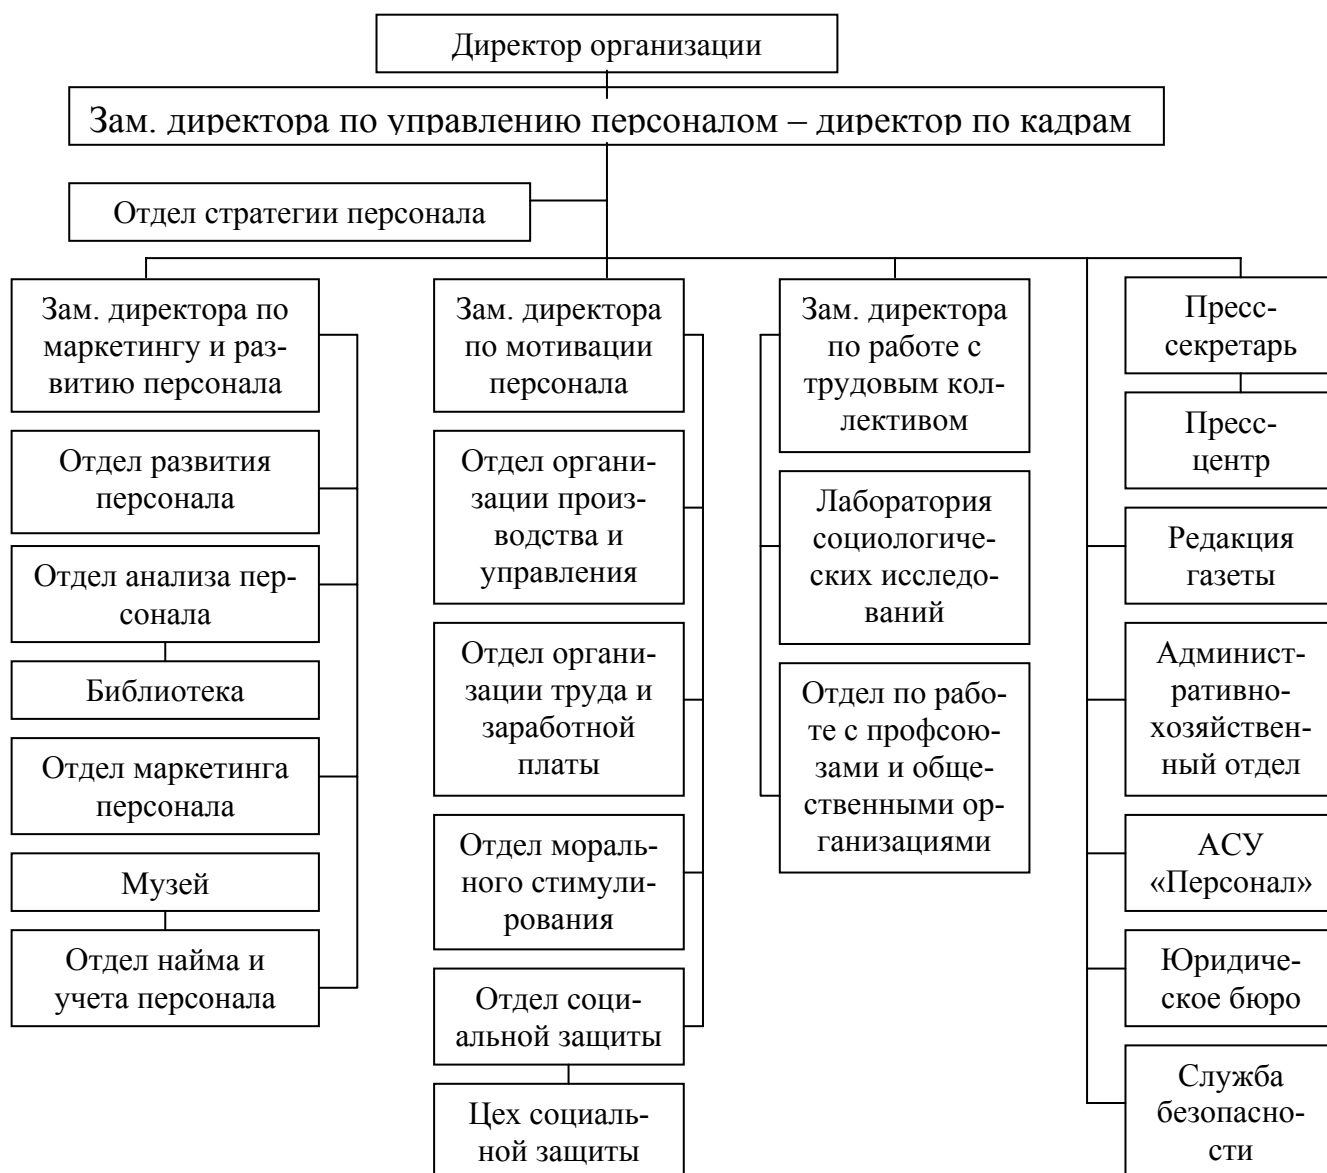 Директор организации
Зам. директора по управлению персоналом – директор по кадрам
Отдел стратегии персонала
Зам. директора по
маркетингу и раз-
витию персонала
Отдел развития
персонала
Отдел анализа пер-
сонала
Библиотека
Отдел маркетинга
персонала
Музей
Отдел найма и
учета персонала
Зам. директора
по мотивации
персонала
Отдел органи-
зации произ-
водства и
управления
Отдел органи-
зации труда и
заработной
платы
Отдел мораль-
ного стимули-
рования
Отдел соци-
альной защиты
Цех социаль-
ной защиты
Зам. директора
по работе с
трудовым кол-
лективом
Лаборатория
социологиче-
ских исследо-
ваний
Отдел по рабо-
те с профсою-
зами и обще-
ственными ор-
ганизациями
Пресс-
секретарь
Пресс-
центр
Редакция
газеты
Админист-
ративно-
хозяйствен-
ный отдел
АСУ
«Персонал»
Юридиче-
ское бюро
Служба
безопасно-
сти